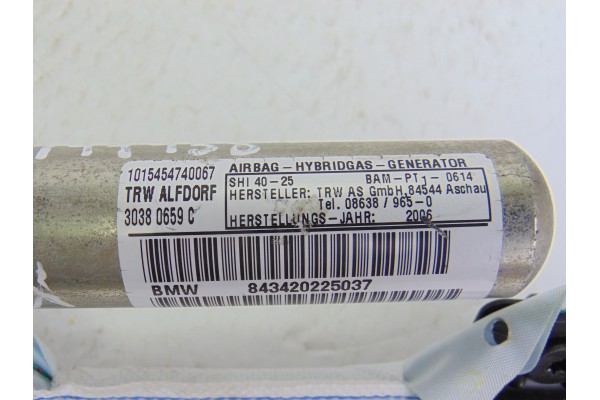 1015454740067
TRW ALFDORF
3038 0659 C
AIRBAG-HYBRIDGAS-GENERATOR
SHI 40-25 BAM-PT1-0614
HERSTELLER: TRW AS GmbH, 84544 Aschau
Tel. 08638 / 965-0
HERSTELLUNGS-JAHR: 2006
BMW 843420225037